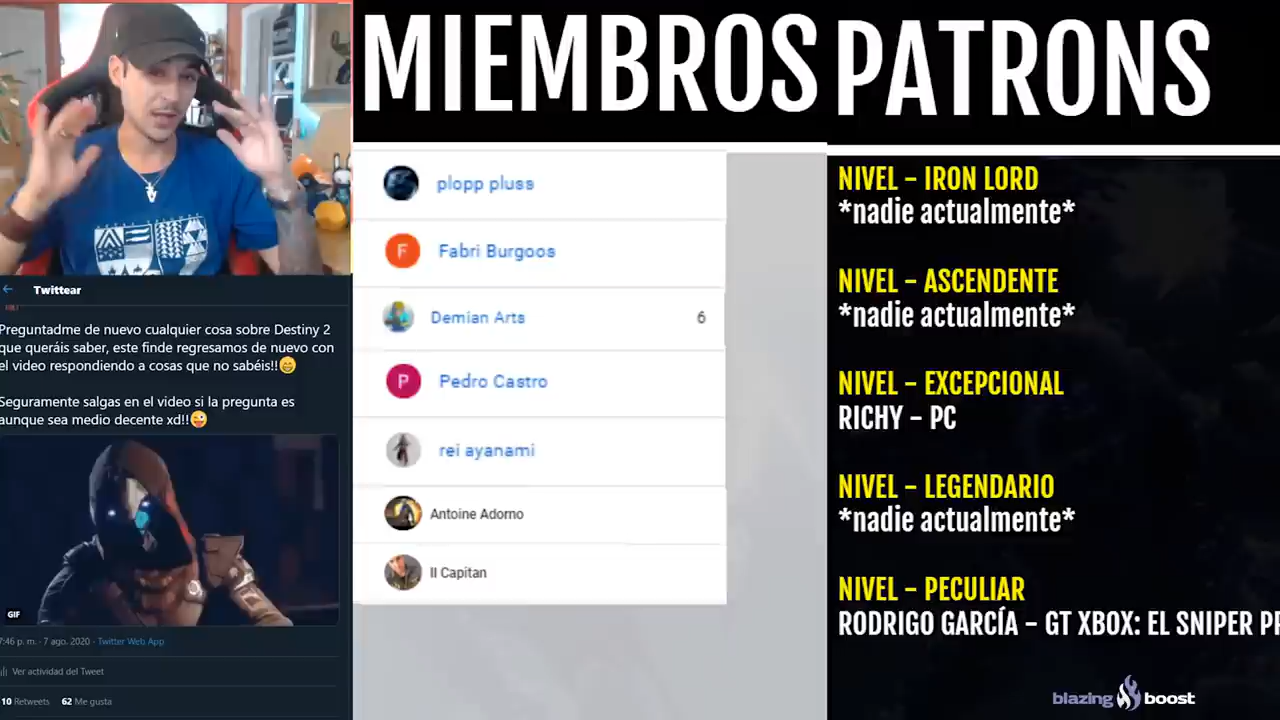 MIEMBROS
PATRONS
plopp pluss
F
Fabri Burgoos
Demian Arts 6
P
Pedro Castro
rei ayanami
Antoine Adorno
Il Capitan
NIVEL - IRON LORD
*nadie actualmente*
NIVEL - ASCENDENTE
*nadie actualmente*
NIVEL - EXCEPCIONAL
RICHY - PC
NIVEL - LEGENDARIO
*nadie actualmente*
NIVEL - PECULIAR
RODRIGO GARCÍA - GT XBOX: EL SNIPER
blazing boost
Twittear
Preguntadme de nuevo cualquier cosa sobre Destiny 2
que queráis saber, este finde regresamos de nuevo con
el video respondiendo a cosas que no sabéis!!😁
Seguramente salgas en el video si la pregunta es
aunque sea medio decente xd!!😜
GIF
7:46 p. m. · 7 ago. 2020 · Twitter Web App
Ver actividad del Tweet
10 Retweets 62 Me gusta